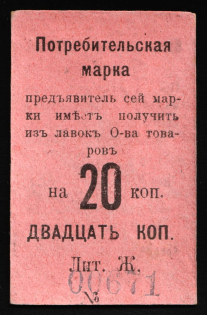 Потребительская
марка
предъявитель сей мар-
ки имѣетъ получить
изъ лавокъ О-ва това-
ровъ
на 20 коп.
ДВАДЦАТЬ КОП.
Лит. Ж.
00671
№